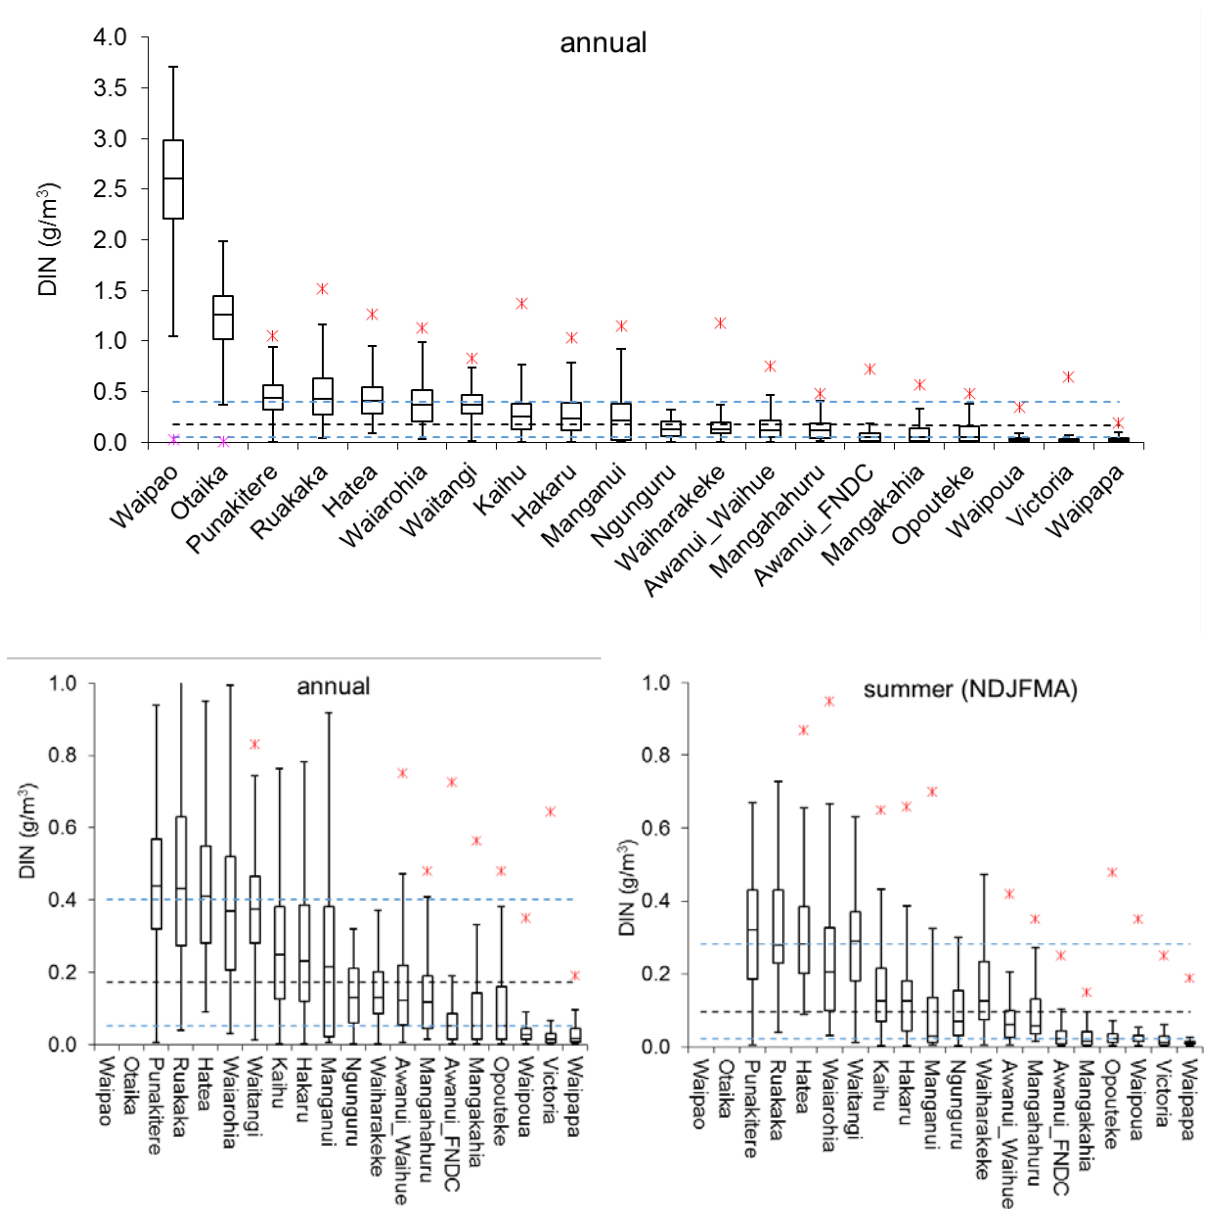 annual
DIN (g/m³)
4.0
3.5
3.0
2.5
2.0
1.5
1.0
0.5
0.0
Waipao
Otaika
Punakitere
Ruakaka
Hatea
Waiarohia
Waitangi
Kaihu
Hakaru
Manganui
Ngunguru
Waiharakeke
Awanui_Waihue
Mangahahuru
Awanui_FNDC
Mangakahia
Opouteke
Waipoua
Victoria
Waipapa
annual
DIN (g/m³)
1.0
0.8
0.6
0.4
0.2
0.0
Waipao
Otaika
Punakitere
Ruakaka
Hatea
Waiarohia
Waitangi
Kaihu
Hakaru
Manganui
Ngunguru
Waiharakeke
Awanui_Waihue
Mangahahuru
Awanui_FNDC
Mangakahia
Opouteke
Waipoua
Victoria
Waipapa
summer (NDJFMA)
DIN (g/m³)
1.0
0.8
0.6
0.4
0.2
0.0
Waipao
Otaika
Punakitere
Ruakaka
Hatea
Waiarohia
Waitangi
Kaihu
Hakaru
Manganui
Ngunguru
Waiharakeke
Awanui_Waihue
Mangahahuru
Awanui_FNDC
Mangakahia
Opouteke
Waipoua
Victoria
Waipapa